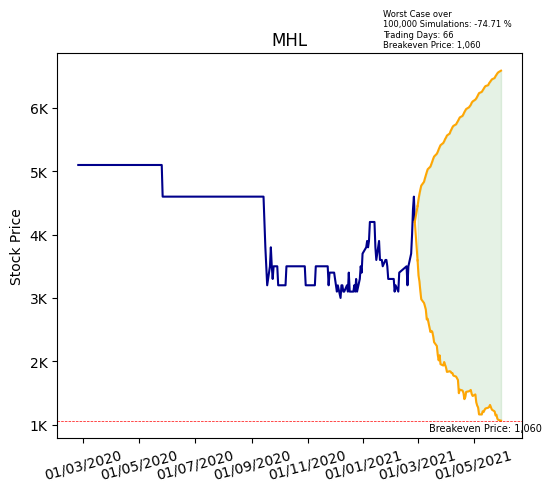 Worst Case over
100,000 Simulations: -74.71 %
Trading Days: 66
Breakeven Price: 1,060
MHL
Stock Price
6K
5K
4K
3K
2K
1K
Breakeven Price: 1,060
01/03/2020 01/05/2020 01/07/2020 01/09/2020 01/11/2020 01/01/2021 01/03/2021 01/05/2021